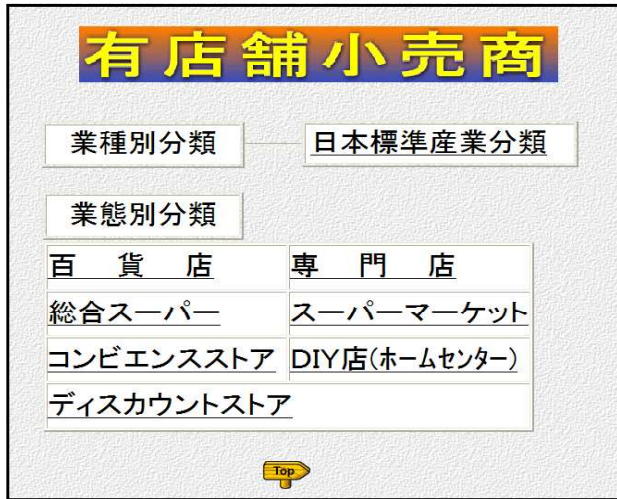 有店舗小売商
業種別分類 日本標準産業分類
業態別分類
百貨店 専門店
総合スーパー スーパーマーケット
コンビエンスストア DIY店(ホームセンター)
ディスカウントストア
Top